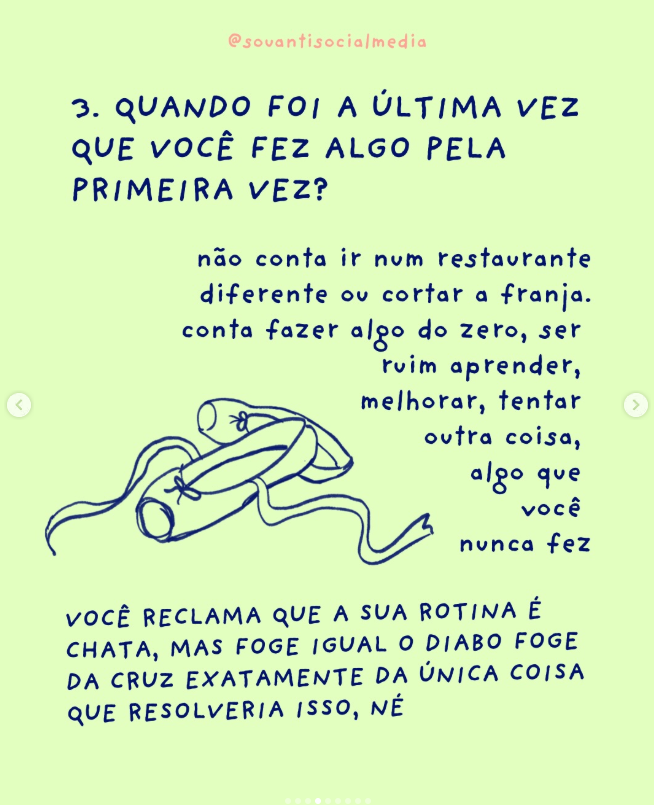 @souantisocialmedia
3. QUANDO FOI A ÚLTIMA VEZ
QUE VOCÊ FEZ ALGO PELA
PRIMEIRA VEZ?
não conta ir num restaurante
diferente ou cortar a franja.
conta fazer algo do zero, ser
ruim aprender,
melhorar, tentar
outra coisa,
algo que
você
nunca fez
VOCÊ RECLAMA QUE A SUA ROTINA É
CHATA, MAS FOGE IGUAL O DIABO FOGE
DA CRUZ EXATAMENTE DA ÚNICA COISA
QUE RESOLVERIA ISSO, NÉ